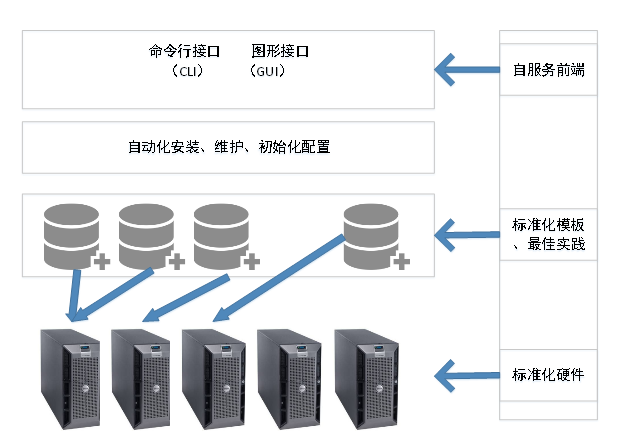 命令行接口 图形接口
（CLI） （GUI）
自服务前端
自动化安装、维护、初始化配置
标准化模板
、最佳实践
标准化硬件